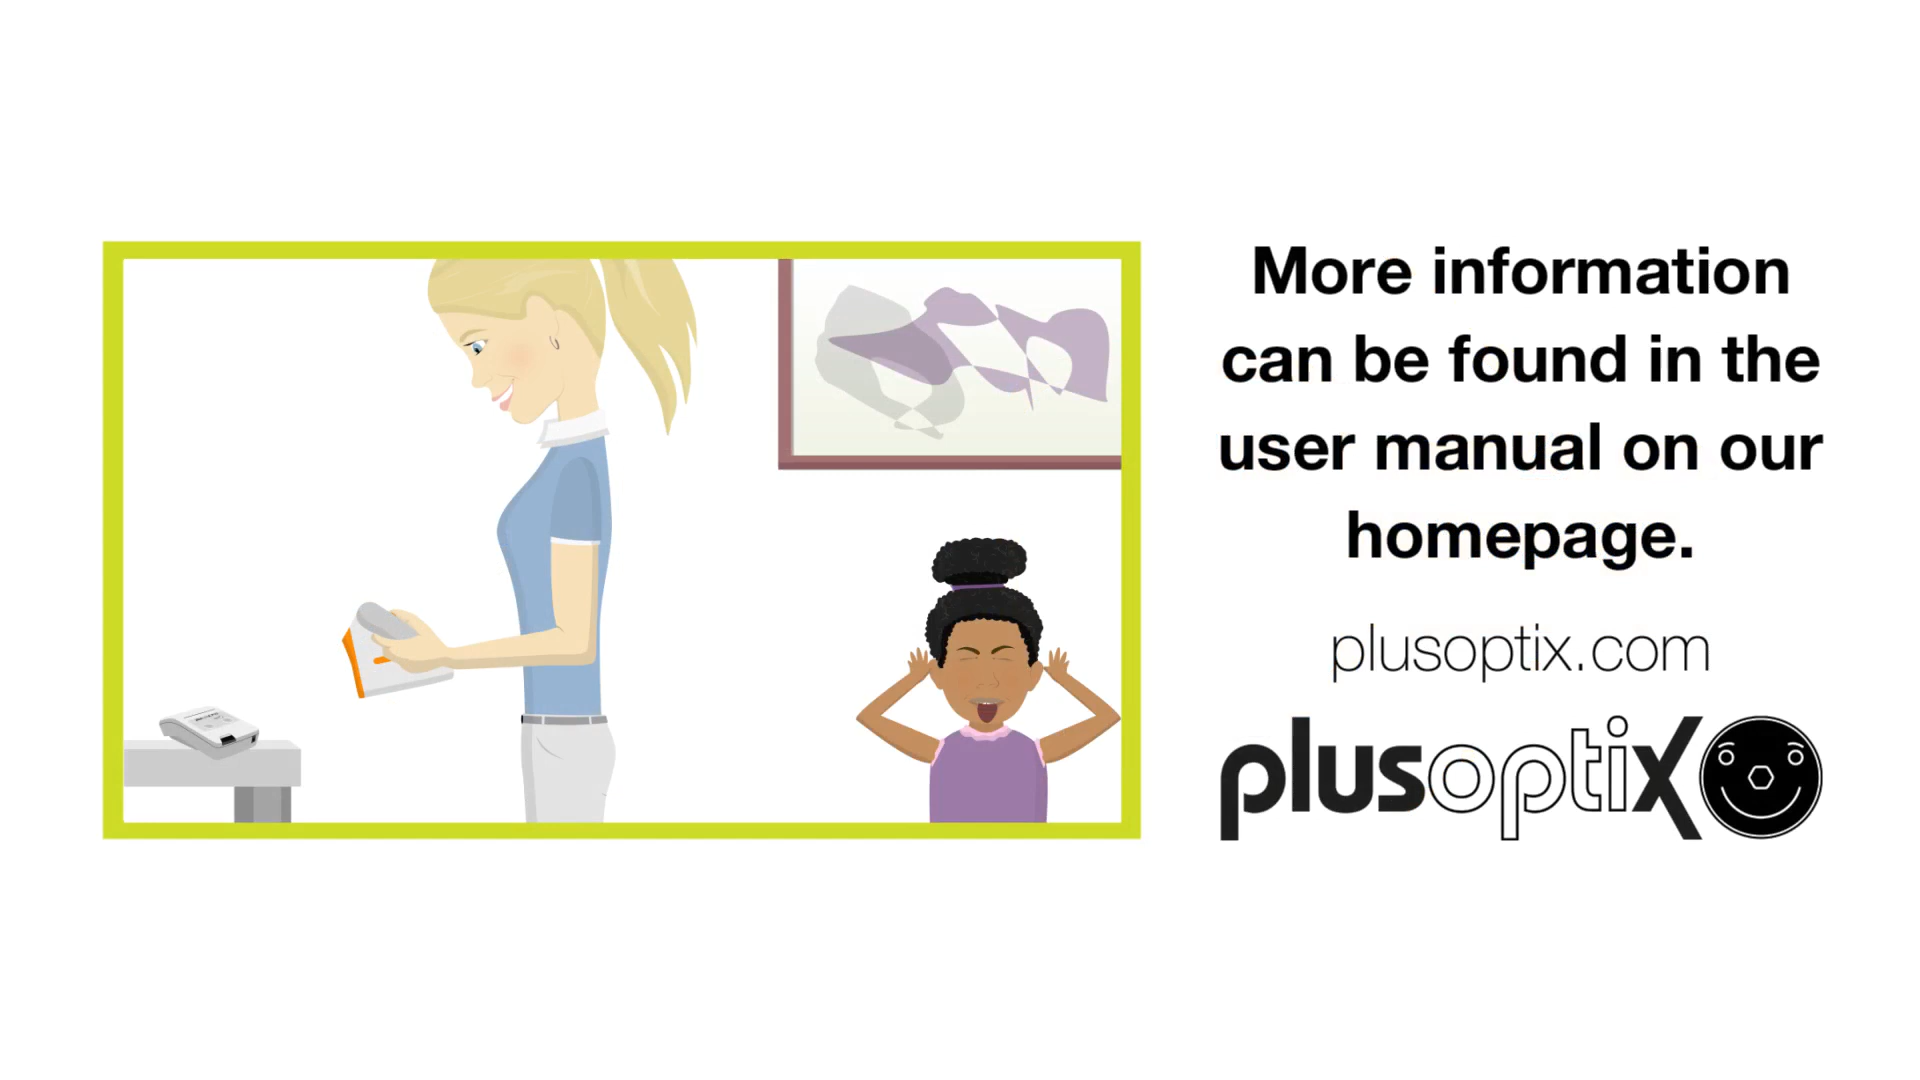 More information
can be found in the
user manual on our
homepage.
plusoptix.com
plusoptix